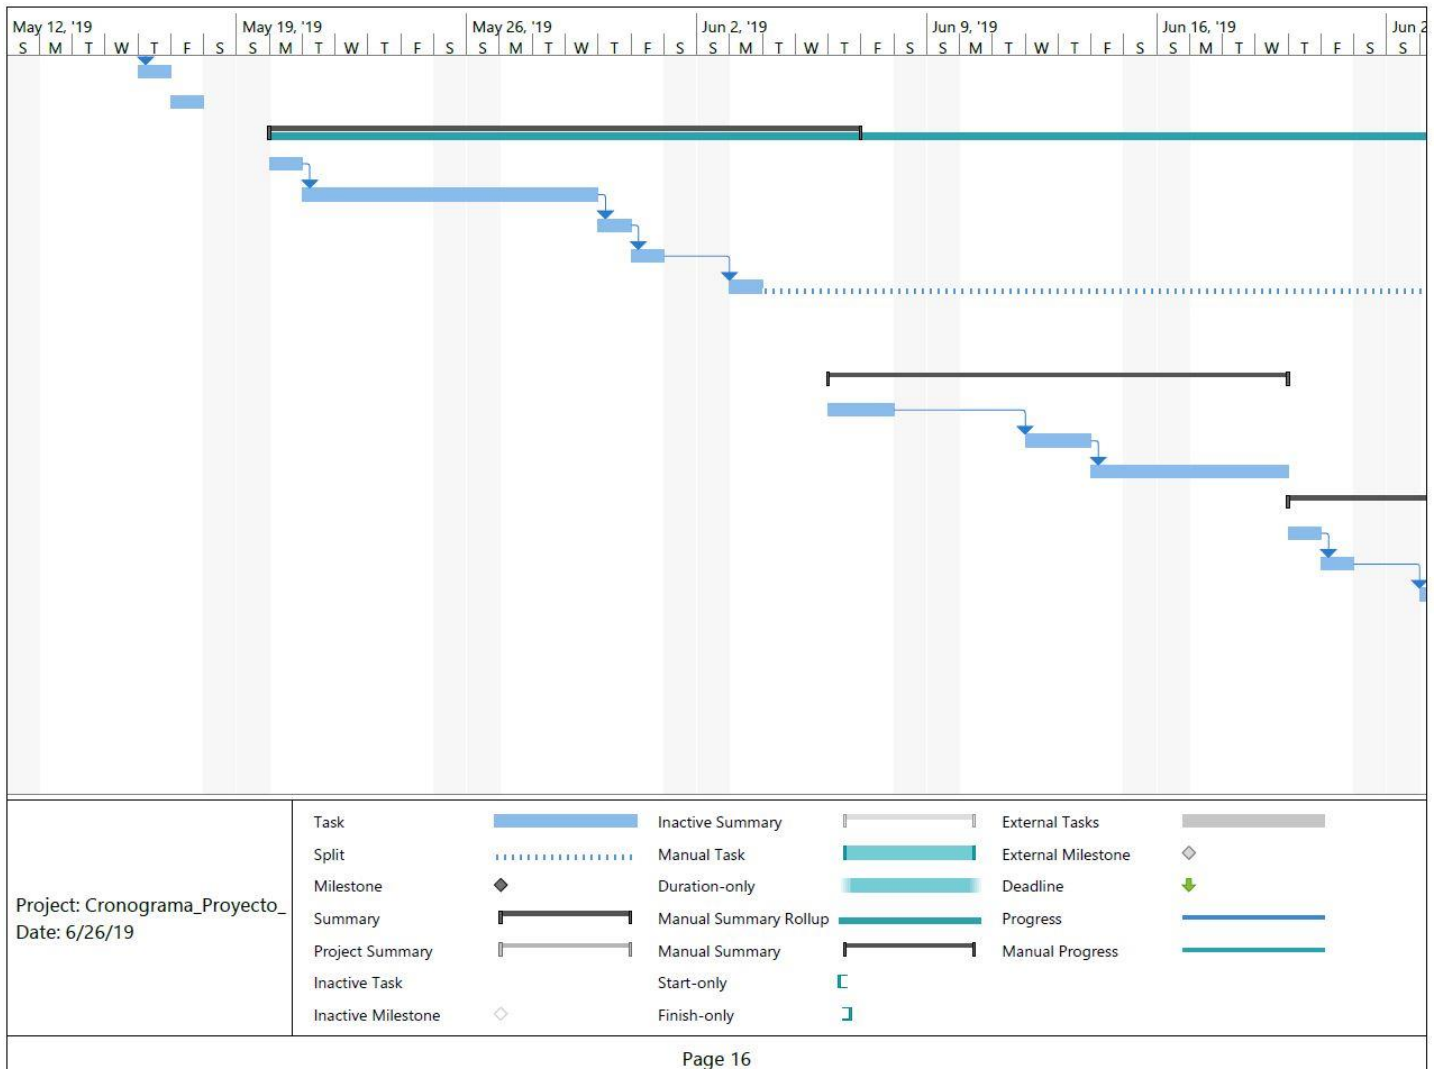 May 12, '19 May 19, '19 May 26, '19 Jun 2, '19 Jun 9, '19 Jun 16, '19 Jun 2
S M T W T F S S M T W T F S S M T W T F S S M T W T F S S M T W T F S S M T W T F S S
Task Inactive Summary External Tasks
Split Manual Task External Milestone
Milestone Duration-only Deadline
Project: Cronograma_Proyecto_
Date: 6/26/19
Summary Manual Summary Rollup Progress
Project Summary Manual Summary Manual Progress
Inactive Task Start-only
Inactive Milestone Finish-only
Page 16